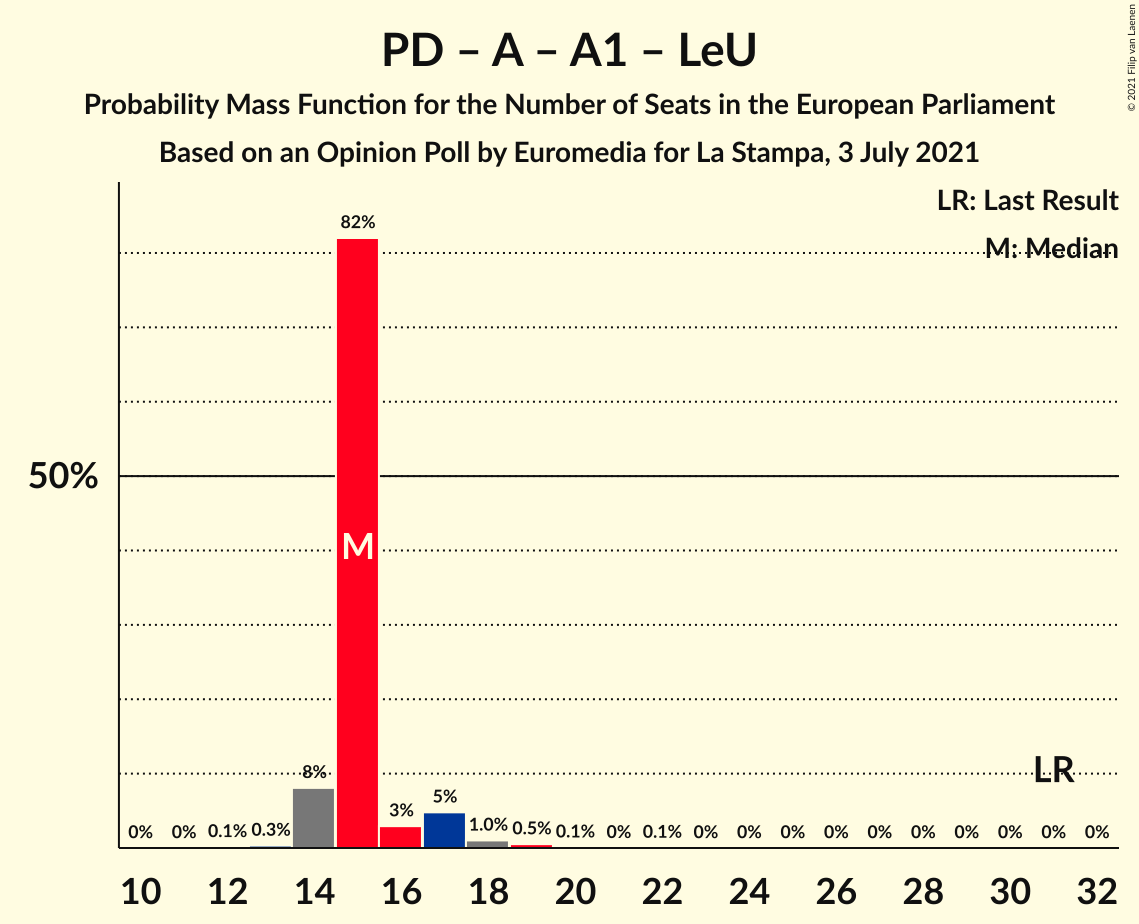 PD – A – A1 – LeU
Probability Mass Function for the Number of Seats in the European Parliament
Based on an Opinion Poll by Euromedia for La Stampa, 3 July 2021
© 2021 Filip van Laenen
LR: Last Result
M: Median
82%
50%
M
LR
8%
5%
3%
0% 0% 0.1% 0.3% 1.0% 0.5% 0.1% 0% 0.1% 0% 0% 0% 0% 0% 0% 0% 0% 0% 0%
10 12 14 16 18 20 22 24 26 28 30 32